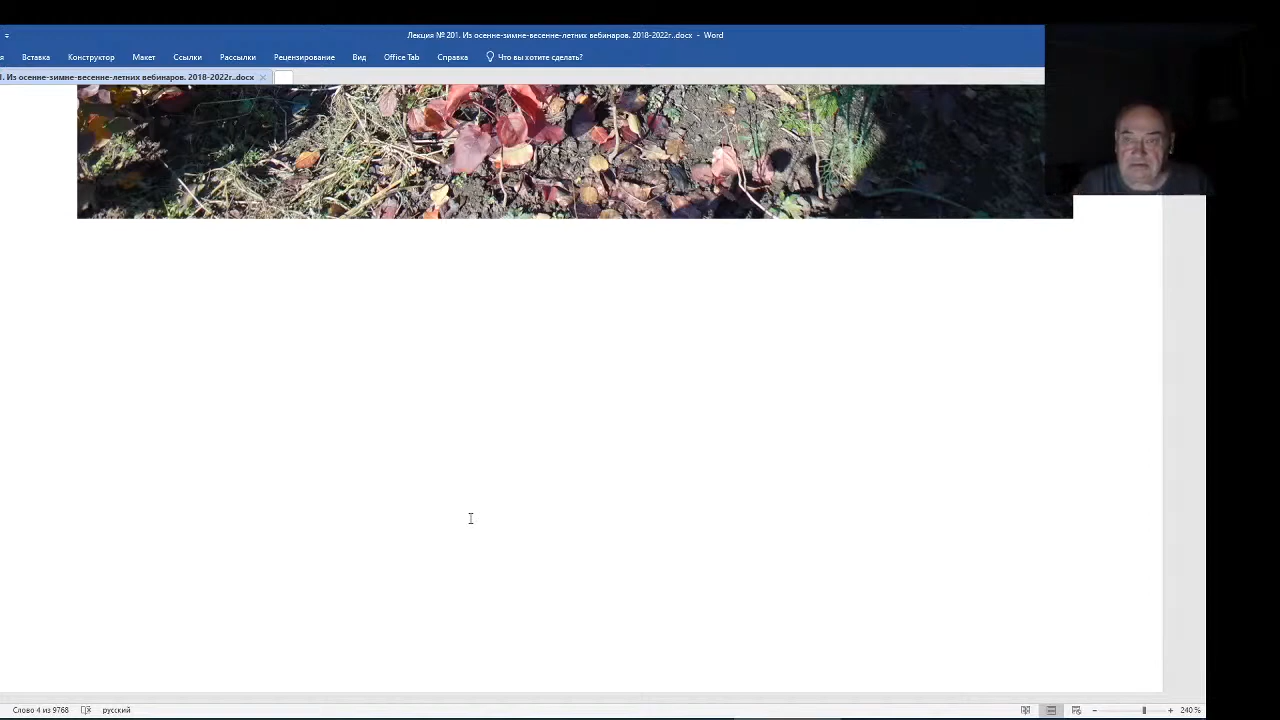 Лекция № 201. Из осенне-зимне-весенне-летних вебинаров. 2018-2022г..docx - Word
Вставка Конструктор Макет Ссылки Рассылки Рецензирование Вид Office Tab Справка Что вы хотите сделать?
Из осенне-зимне-весенне-летних вебинаров. 2018-2022г..docx
Слово 4 из 9768 русский 240 %